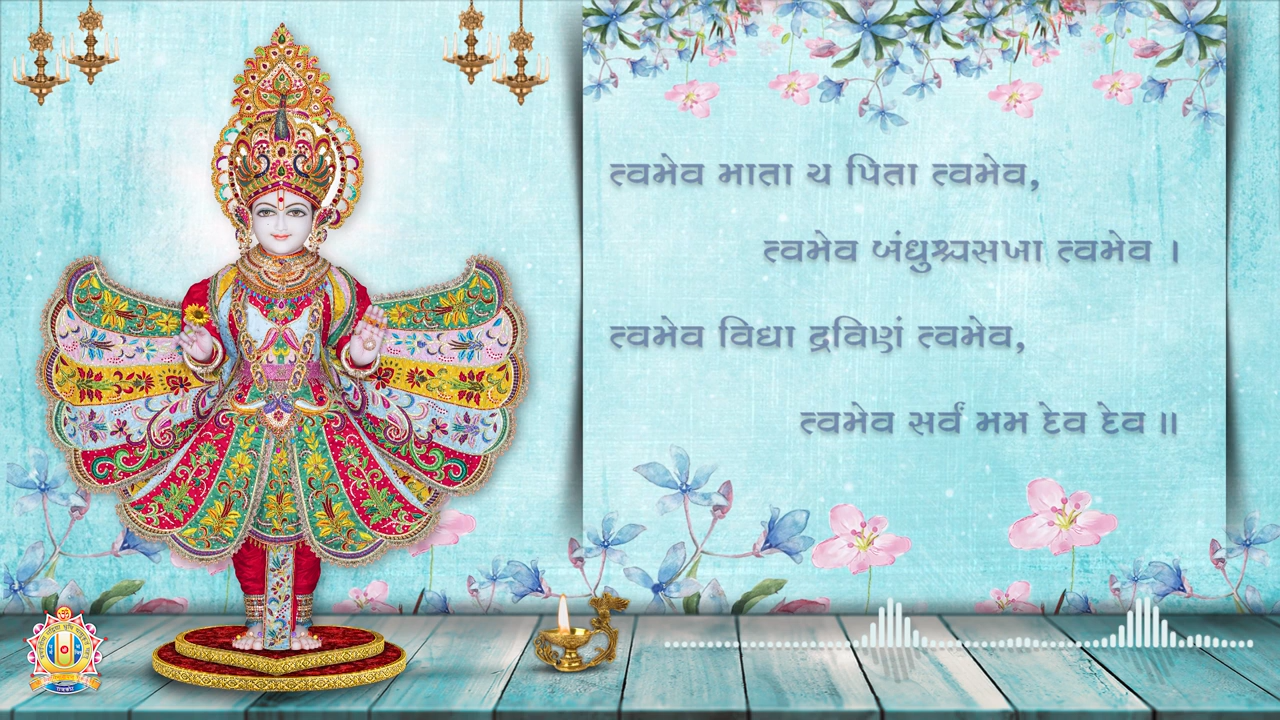 ત્વમેવ માતા ચ પિતા ત્વમેવ,
ત્વમેવ બંધુશ્ચસખા ત્વમેવ ।
ત્વમેવ વિદ્યા દ્રવિણં ત્વમેવ,
ત્વમેવ સર્વં મમ દેવ દેવ ॥